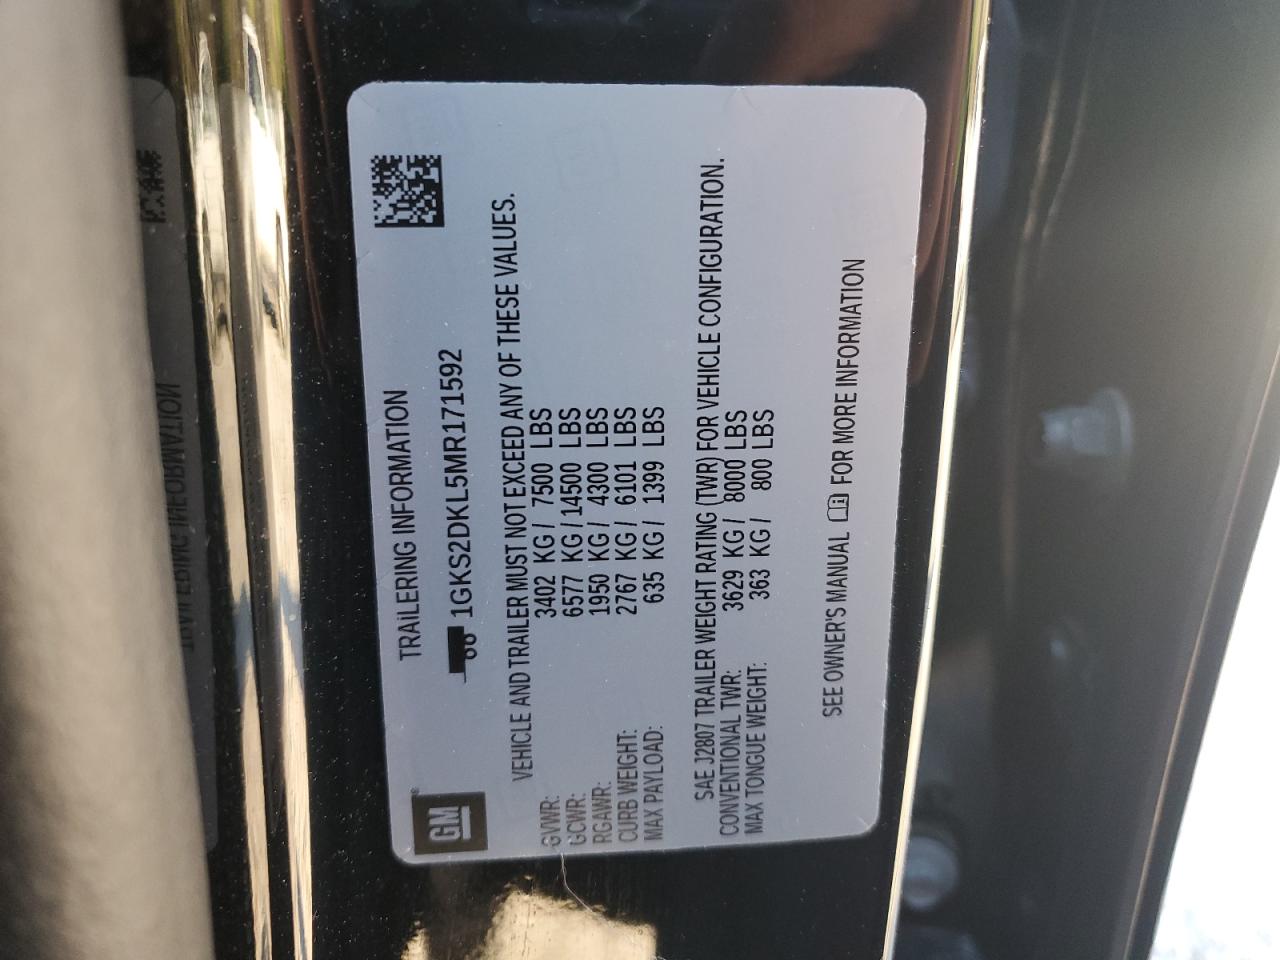 GM
TRAILERING INFORMATION
1GKS2DKL5MR171592
VEHICLE AND TRAILER MUST NOT EXCEED ANY OF THESE VALUES.
GVWR: 3402 KG / 7500 LBS
GCWR: 6577 KG / 14500 LBS
RGAWR: 1950 KG / 4300 LBS
CURB WEIGHT: 2767 KG / 6101 LBS
MAX PAYLOAD: 635 KG / 1399 LBS
SAE J2807 TRAILER WEIGHT RATING (TWR) FOR VEHICLE CONFIGURATION.
CONVENTIONAL TWR: 3629 KG / 8000 LBS
MAX TONGUE WEIGHT: 363 KG / 800 LBS
SEE OWNER'S MANUAL FOR MORE INFORMATION